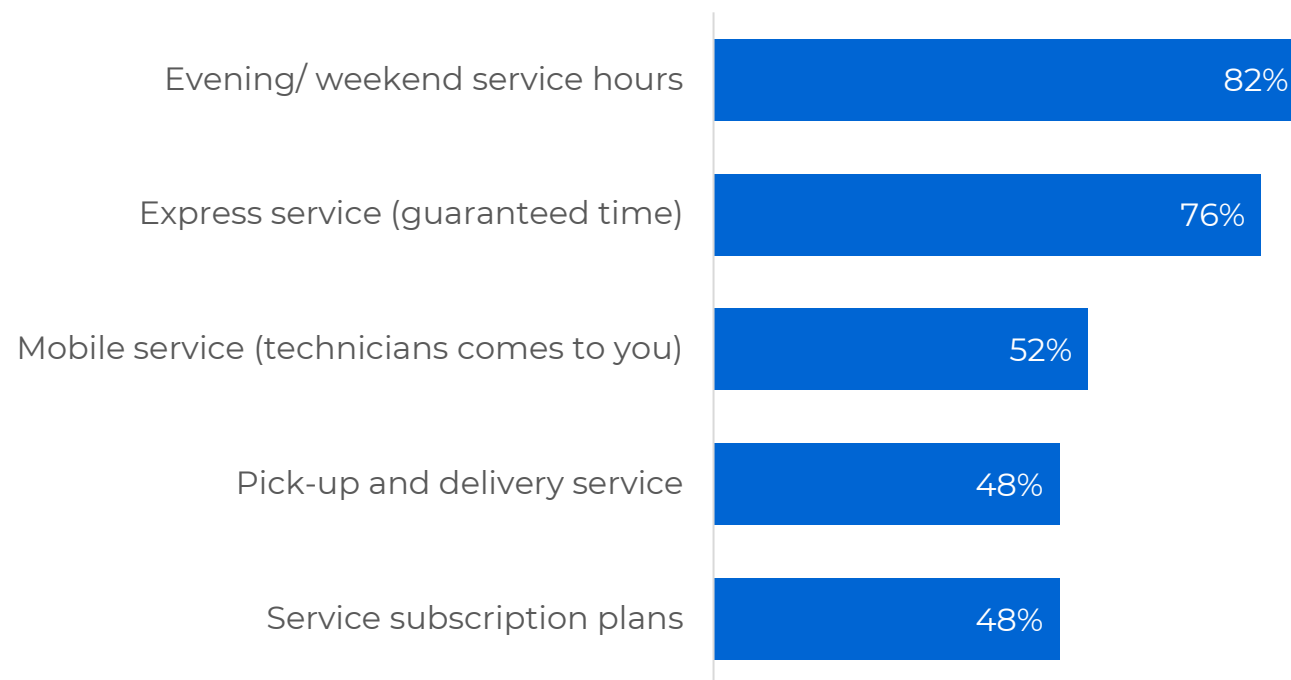 Evening/ weekend service hours 82%
Express service (guaranteed time) 76%
Mobile service (technicians comes to you) 52%
Pick-up and delivery service 48%
Service subscription plans 48%